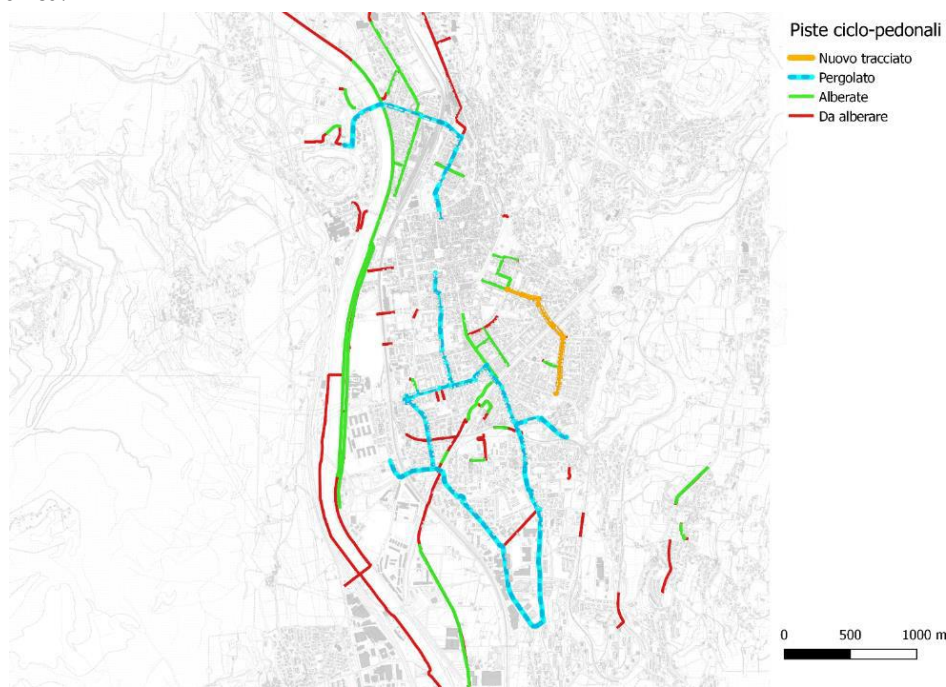 Piste ciclo-pedonali
Nuovo tracciato
Pergolato
Alberate
Da alberare
0 500 1000 m